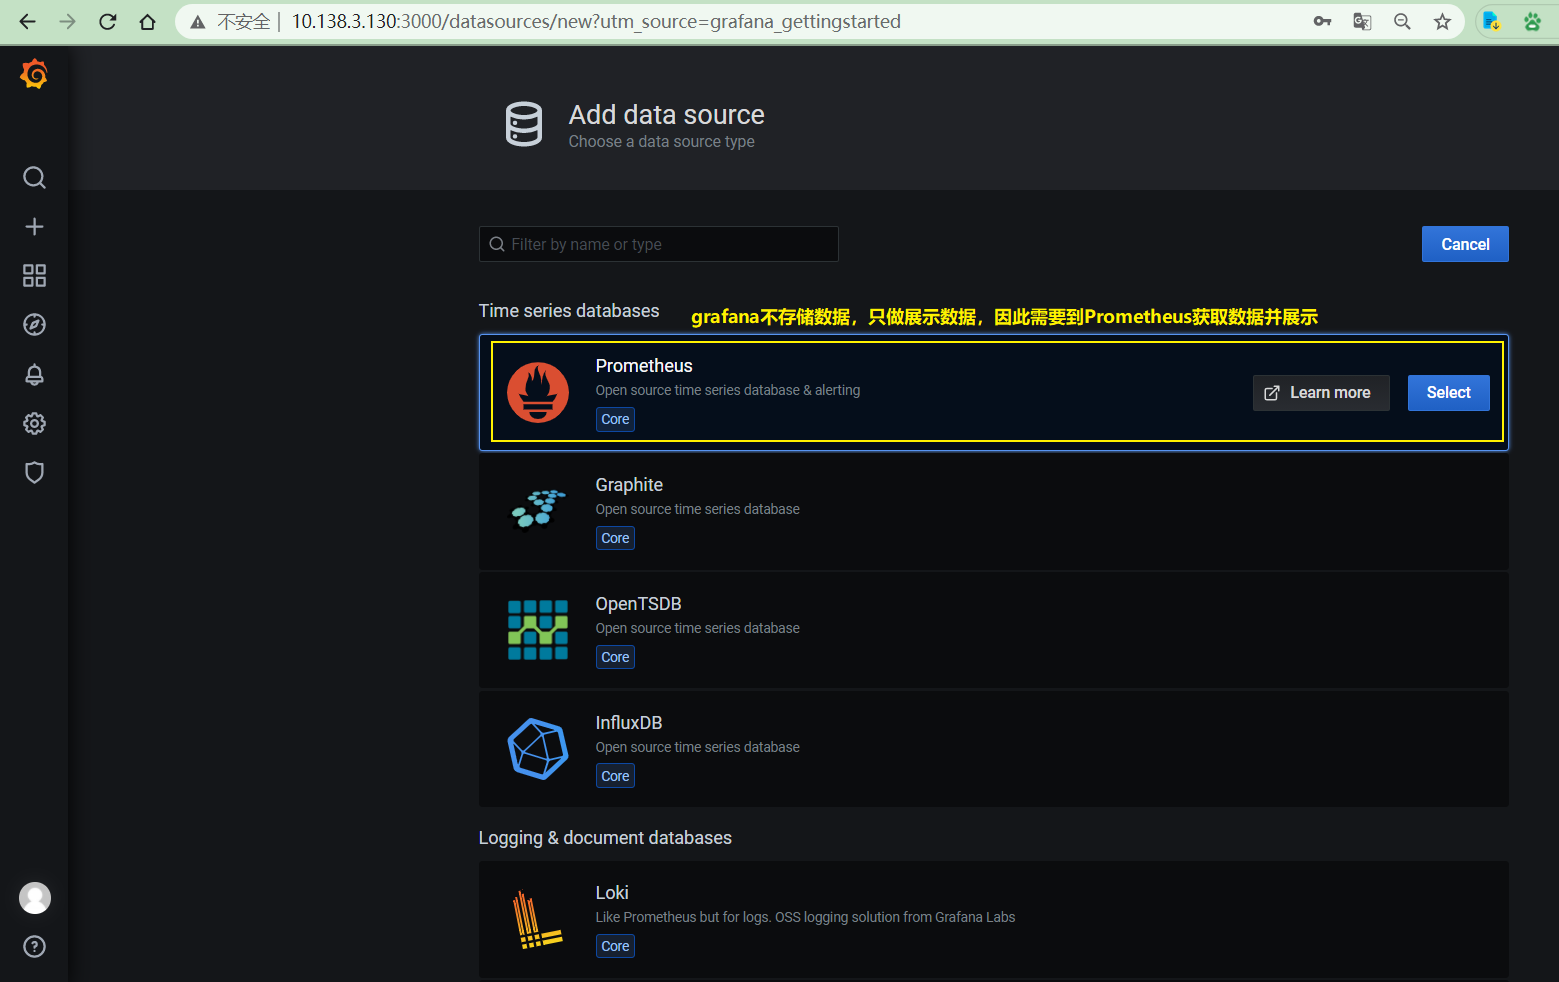 不安全 | 10.138.3.130:3000/datasources/new?utm_source=grafana_gettingstarted
Add data source
Choose a data source type
Filter by name or type
Cancel
Time series databases
grafana不存储数据，只做展示数据，因此需要到Prometheus获取数据并展示
Prometheus
Open source time series database & alerting
Core
Learn more
Select
Graphite
Open source time series database
Core
OpenTSDB
Open source time series database
Core
InfluxDB
Open source time series database
Core
Logging & document databases
Loki
Like Prometheus but for logs. OSS logging solution from Grafana Labs
Core